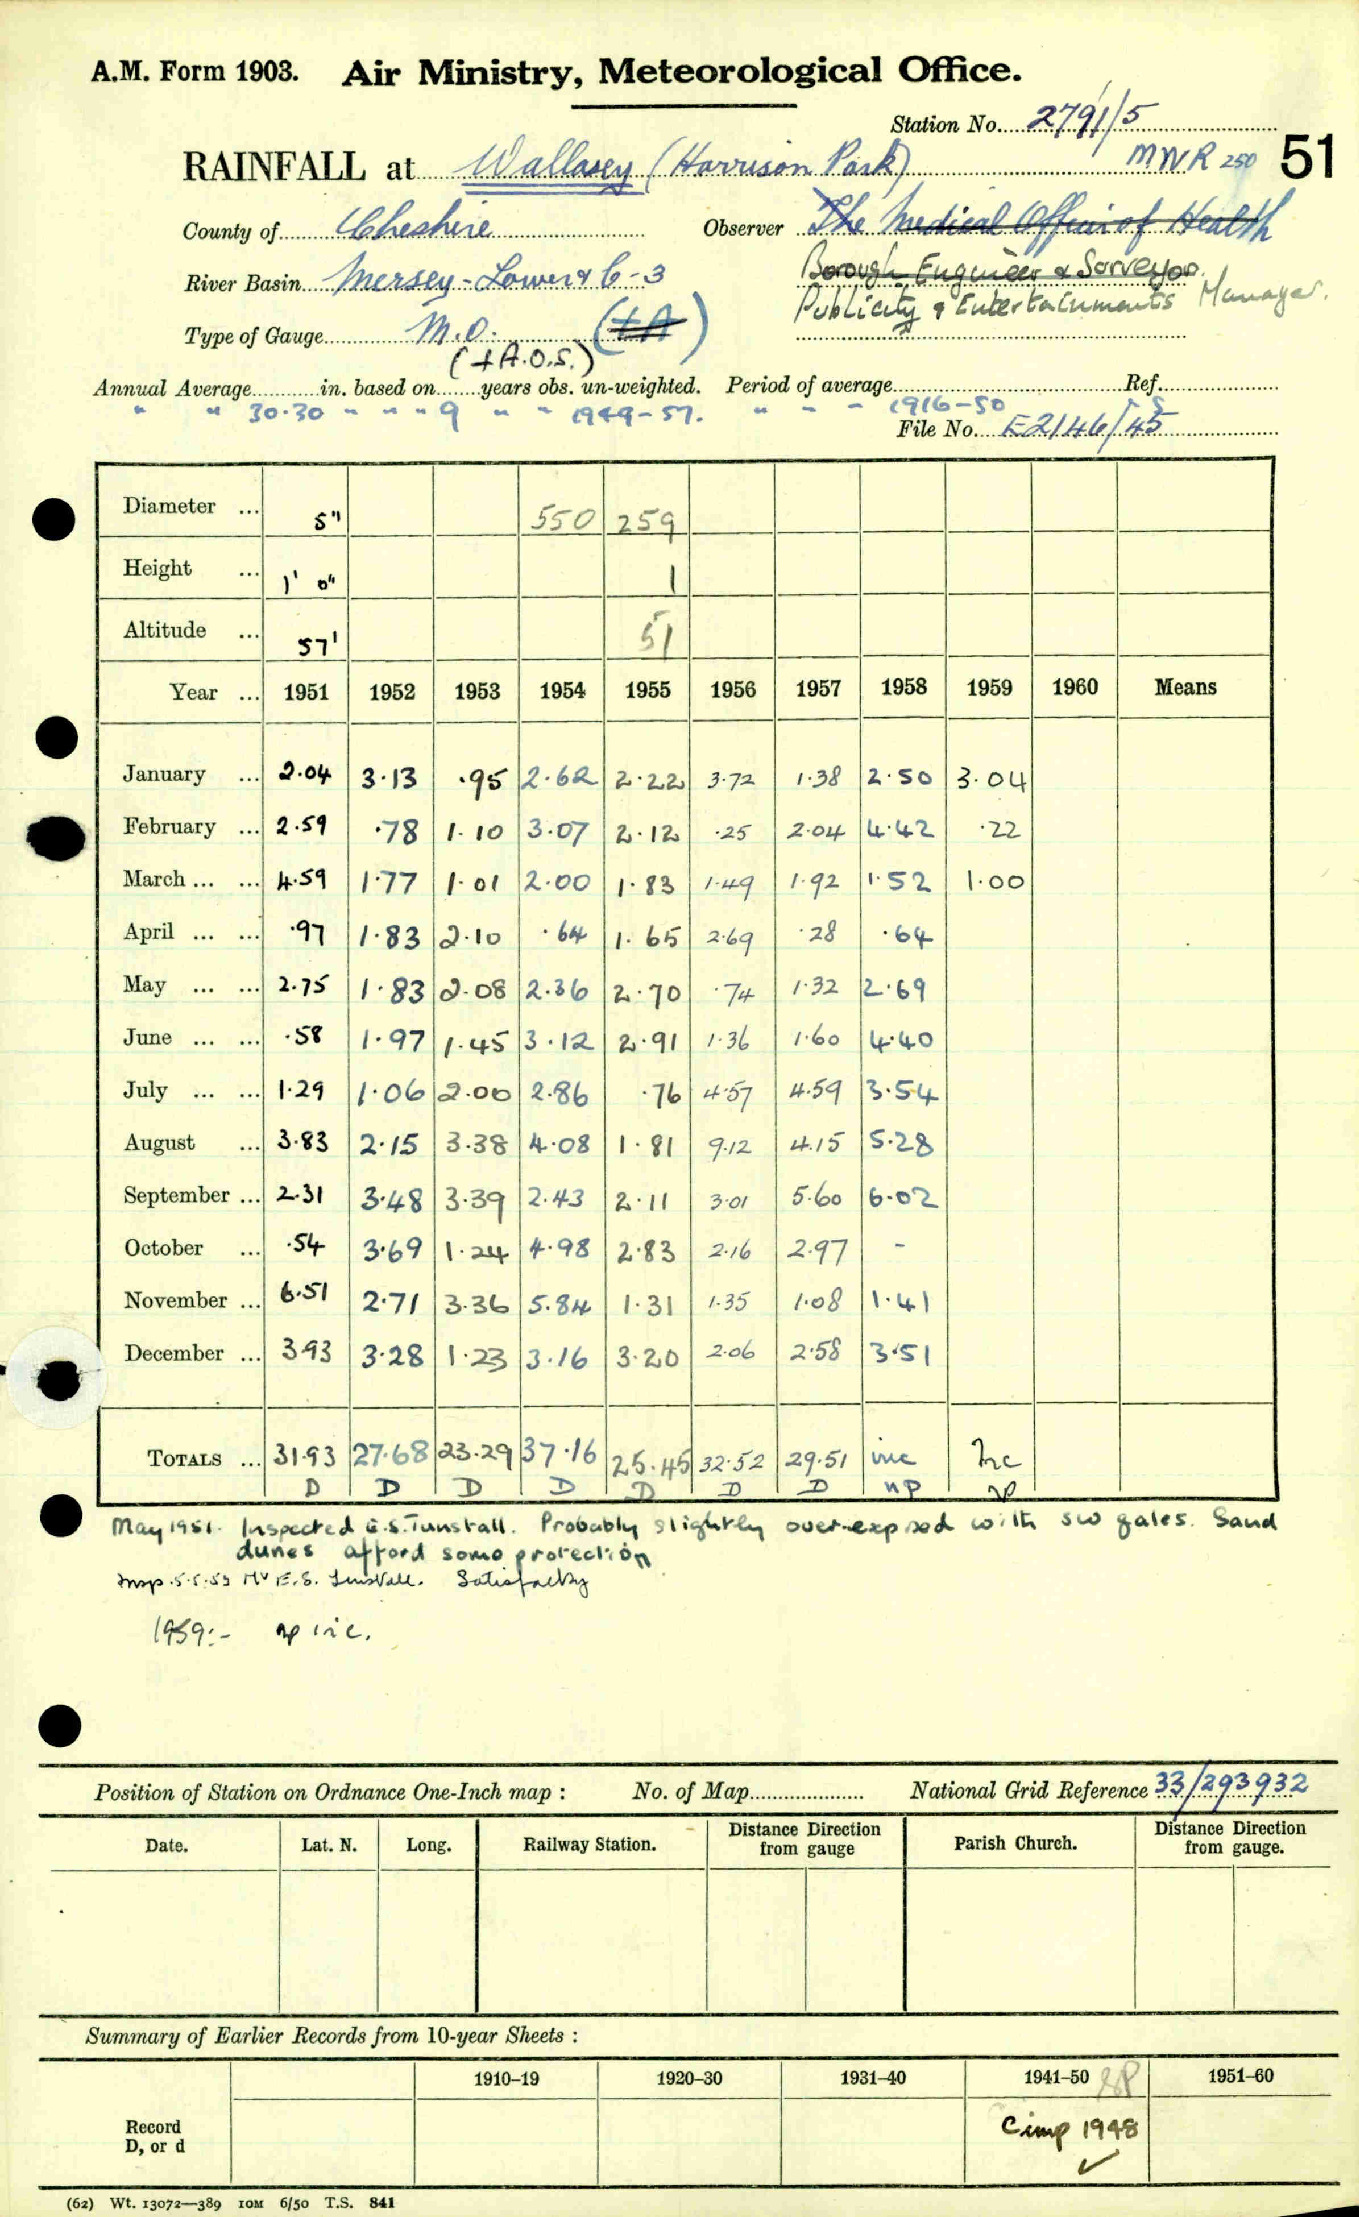 A.M. Form 1903. Air Ministry, Meteorological Office.
Station No. 2791/5
MWR 250 51
RAINFALL at Wallasey (Harrison Park)
County of Cheshire Observer The Medical Officer of Health
Borough Engineer & Surveyor.
River Basin Mersey-Lower & C-3
Publicity & Entertainments Manager.
Type of Gauge M.O. (+A)
(+A.O.S.)
Annual Average in. based on years obs. un-weighted. Period of average Ref.
" " 30.30 " " " 9 " " 1949-57. " " " 1916-50
File No. E2146/45
Diameter ... 5" 550 259
Height ... 1' 0" 1
Altitude ... 57' 51
Year ... 1951 1952 1953 1954 1955 1956 1957 1958 1959 1960 Means
January ... 2.04 3.13 .95 2.62 2.22 3.72 1.38 2.50 3.04
February ... 2.59 .78 1.10 3.07 2.12 .25 2.04 4.42 .22
March ... ... 4.59 1.77 1.01 2.00 1.83 1.49 1.92 1.52 1.00
April ... ... .97 1.83 2.10 .64 1.65 2.69 .28 .64
May ... ... 2.75 1.83 2.08 2.36 2.70 .74 1.32 2.69
June ... ... .58 1.97 1.45 3.12 2.91 1.36 1.60 4.40
July ... ... 1.29 1.06 2.00 2.86 .76 4.57 4.59 3.54
August ... 3.83 2.15 3.38 4.08 1.81 9.12 4.15 5.28
September ... 2.31 3.48 3.39 2.43 2.11 3.01 5.60 6.02
October ... .54 3.69 1.24 4.98 2.83 2.16 2.97 -
November ... 6.51 2.71 3.36 5.84 1.31 1.35 1.08 1.41
December ... 3.93 3.28 1.23 3.16 3.20 2.06 2.58 3.51
TOTALS ... 31.93 27.68 23.29 37.16 25.45 32.52 29.51 inc Inc
D D D D D D D np np
May 1951. Inspected E.S. Tunstall. Probably slightly over-exposed with SW gales. Sand
dunes afford some protection
Insp. 5.5.53 Mr E.S. Tunstall. Satisfactory
1959:- np inc.
Position of Station on Ordnance One-Inch map : No. of Map National Grid Reference 33/293932
Date. Lat. N. Long. Railway Station. Distance from gauge Direction Parish Church. Distance from gauge. Direction
Summary of Earlier Records from 10-year Sheets :
1910–19 1920–30 1931–40 1941–50 1951–60
Record
D, or d
Cimp 1948
(62) Wt. 13072—389 10M 6/50 T.S. 841